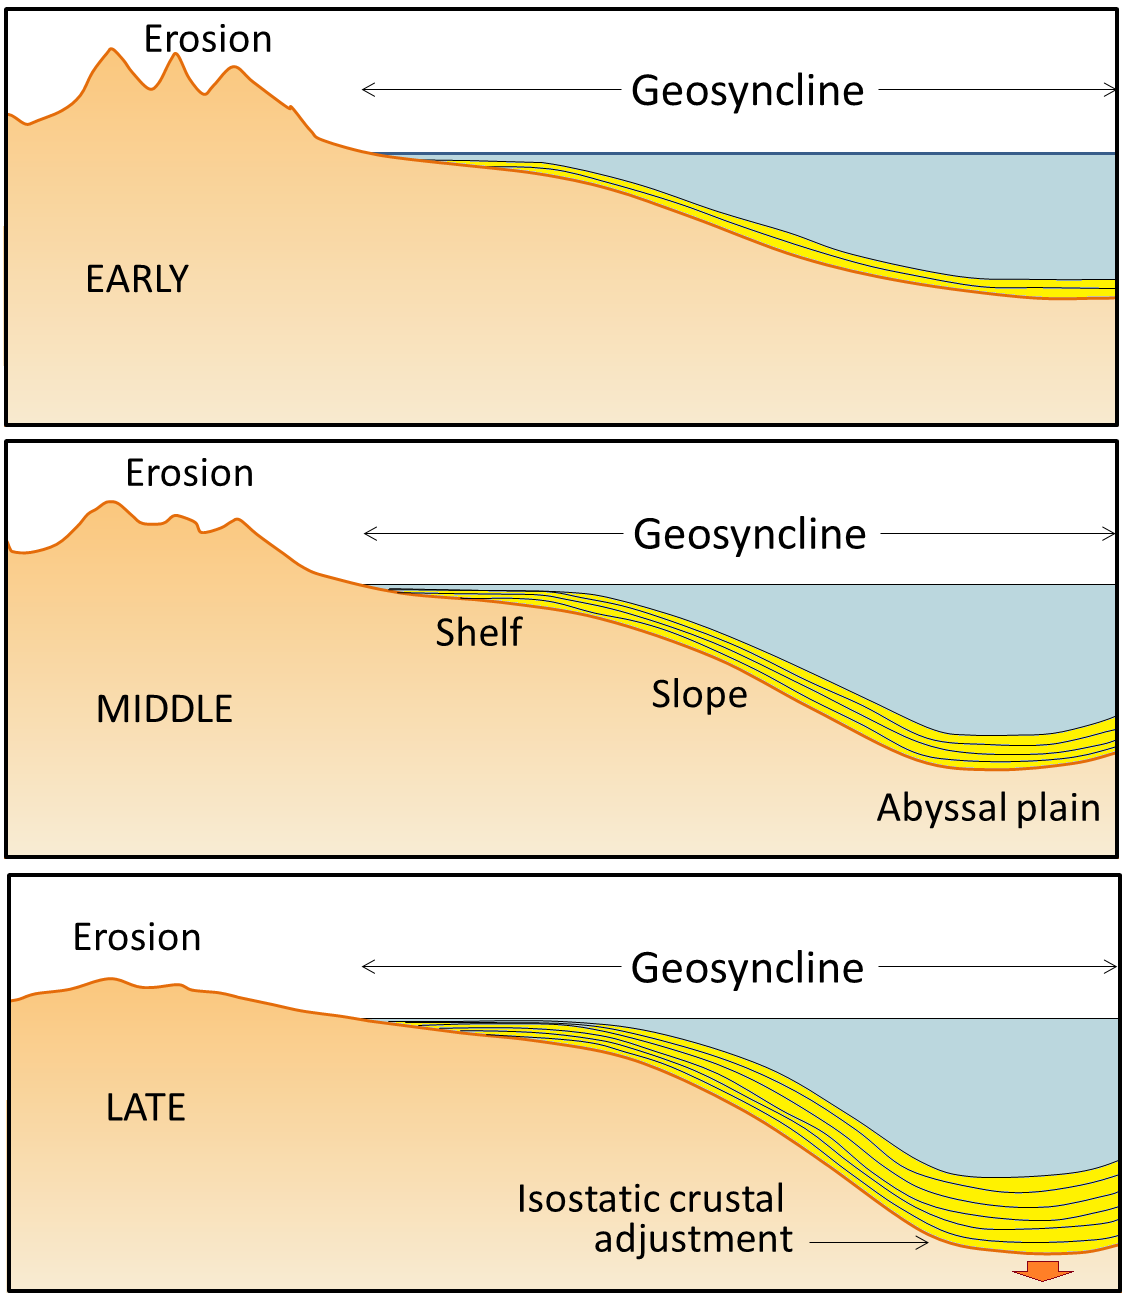 Erosion
Geosyncline
EARLY
Erosion
Geosyncline
Shelf
Slope
MIDDLE
Abyssal plain
Erosion
Geosyncline
LATE
Isostatic crustal
adjustment